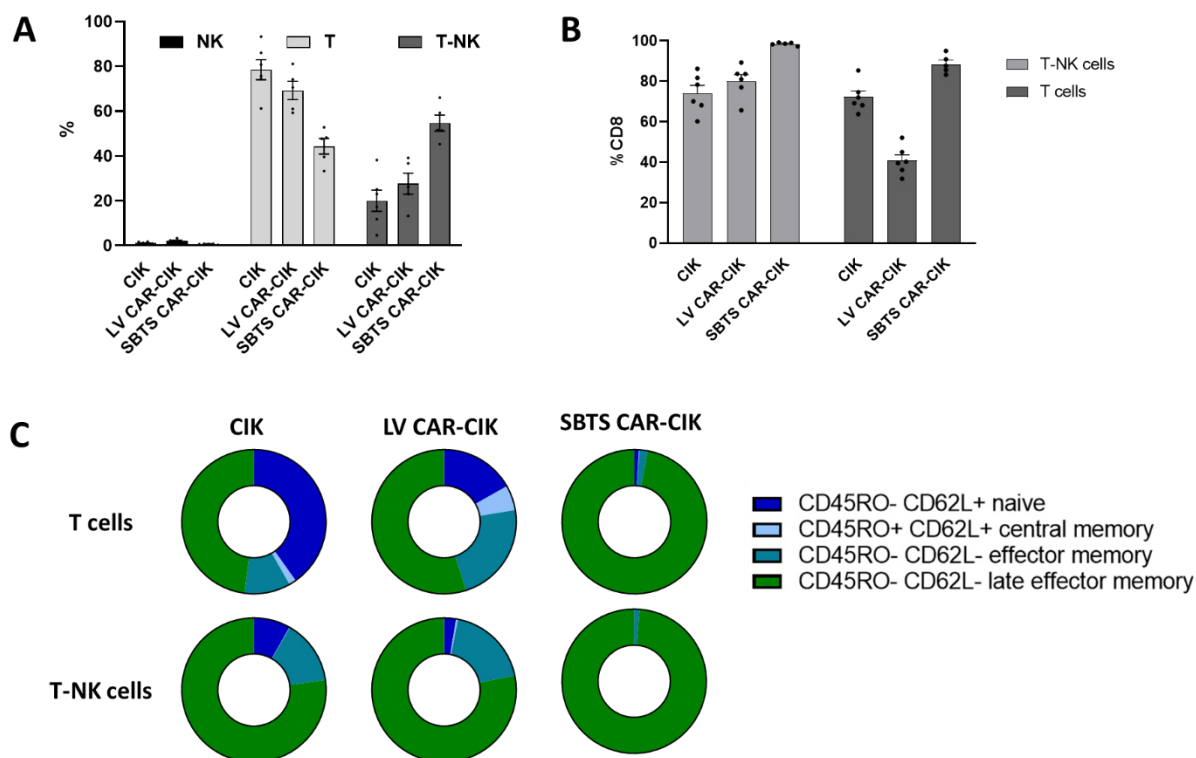 A
%
100
80
60
40
20
0
NK
T
T-NK
CIK
LV CAR-CIK
SBTS CAR-CIK
CIK
LV CAR-CIK
SBTS CAR-CIK
CIK
LV CAR-CIK
SBTS CAR-CIK
B
% CD8
100
80
60
40
20
0
CIK
LV CAR-CIK
SBTS CAR-CIK
CIK
LV CAR-CIK
SBTS CAR-CIK
T-NK cells
T cells
C
CIK
LV CAR-CIK
SBTS CAR-CIK
T cells
T-NK cells
CD45RO- CD62L+ naive
CD45RO+ CD62L+ central memory
CD45RO- CD62L- effector memory
CD45RO- CD62L- late effector memory